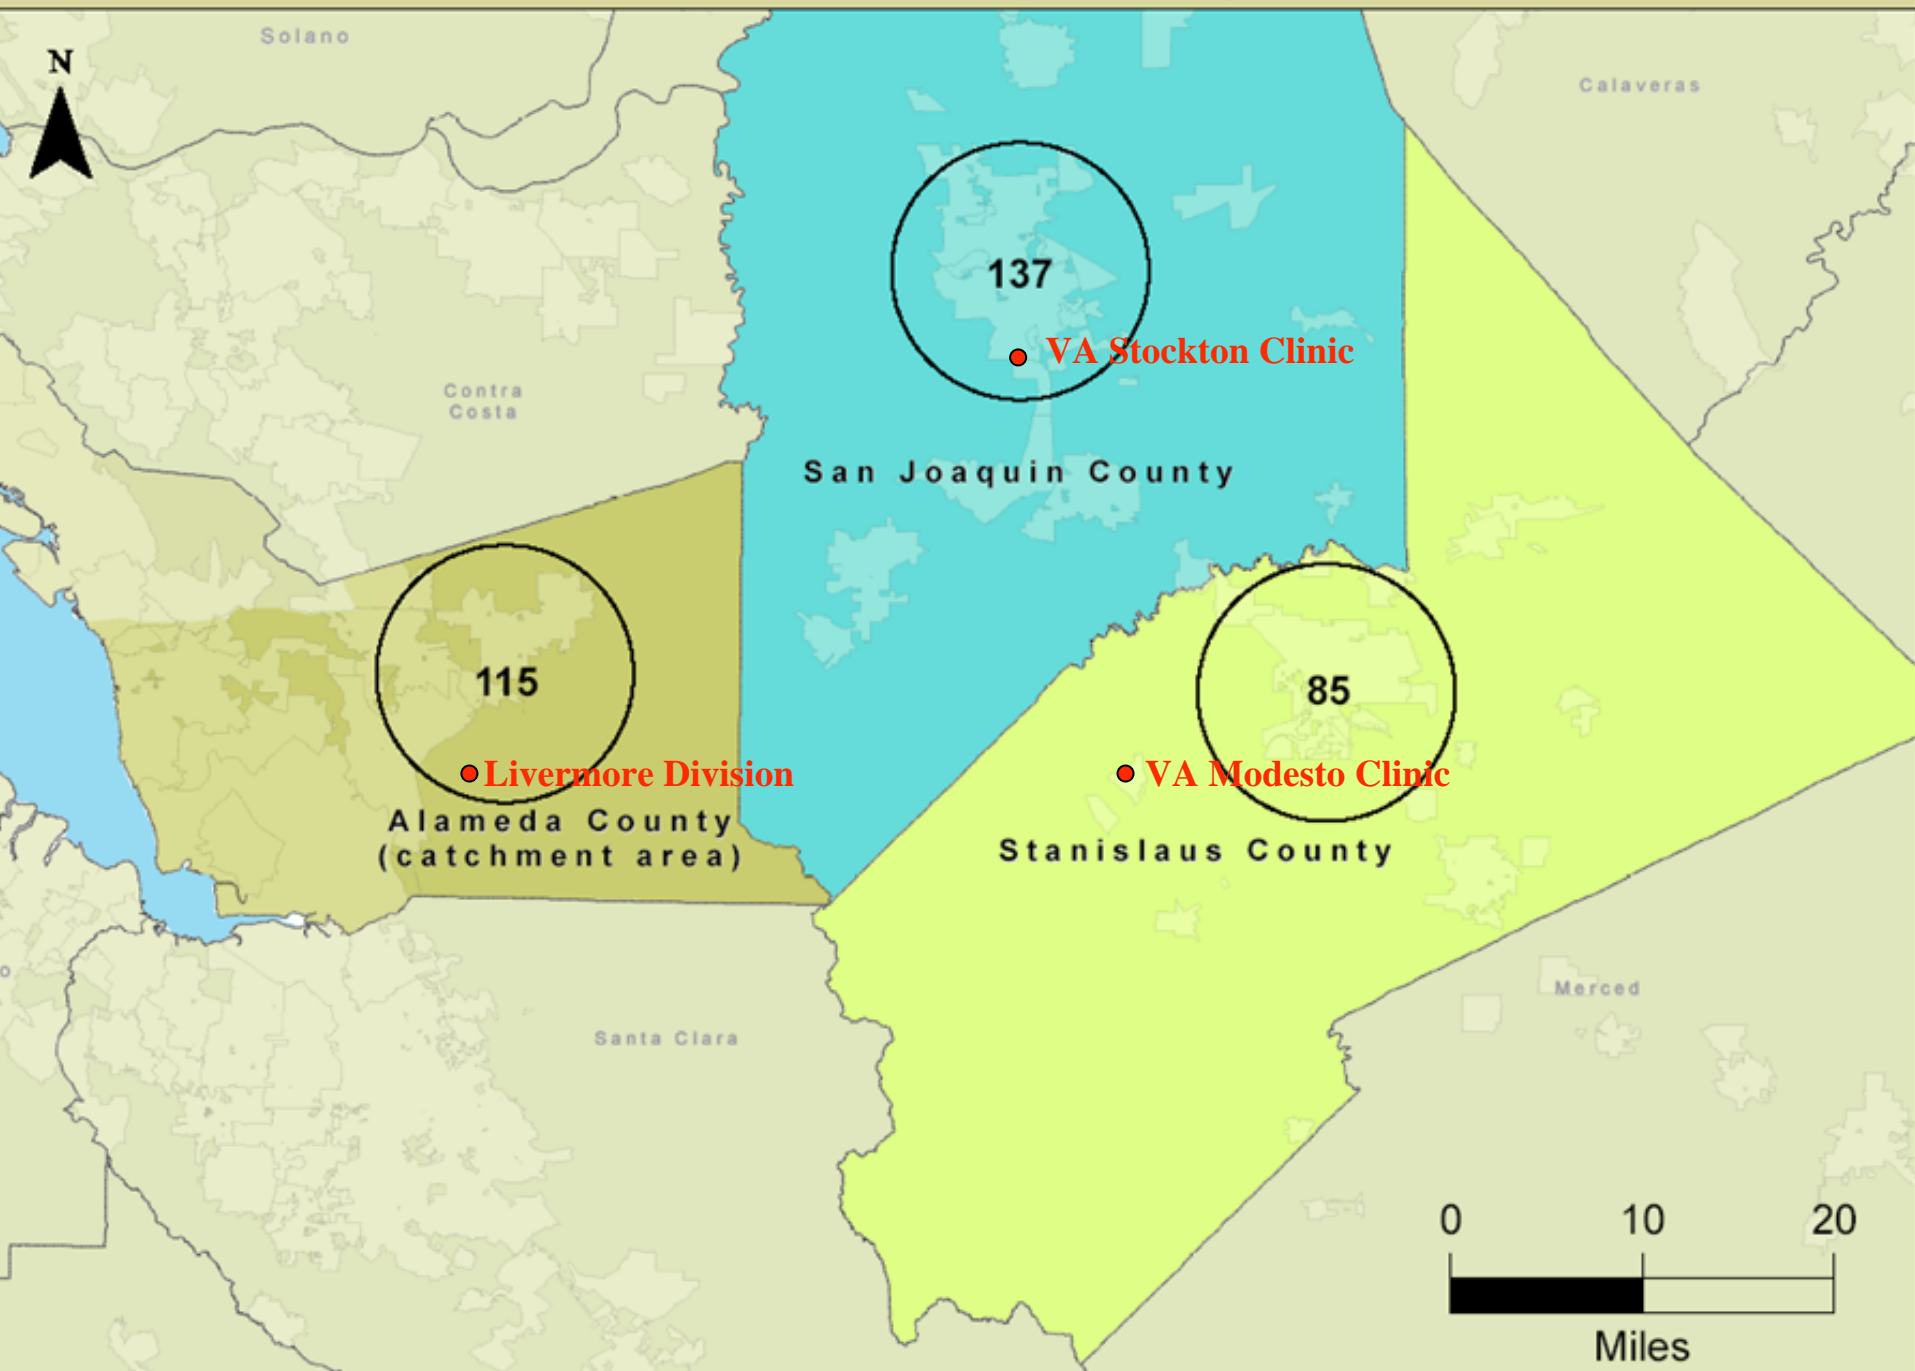 Solano
N
Calaveras
137
VA Stockton Clinic
Contra
Costa
San Joaquin County
115
85
Livermore Division
VA Modesto Clinic
Alameda County
(catchment area)
Stanislaus County
o
Merced
Santa Clara
0 10 20
Miles